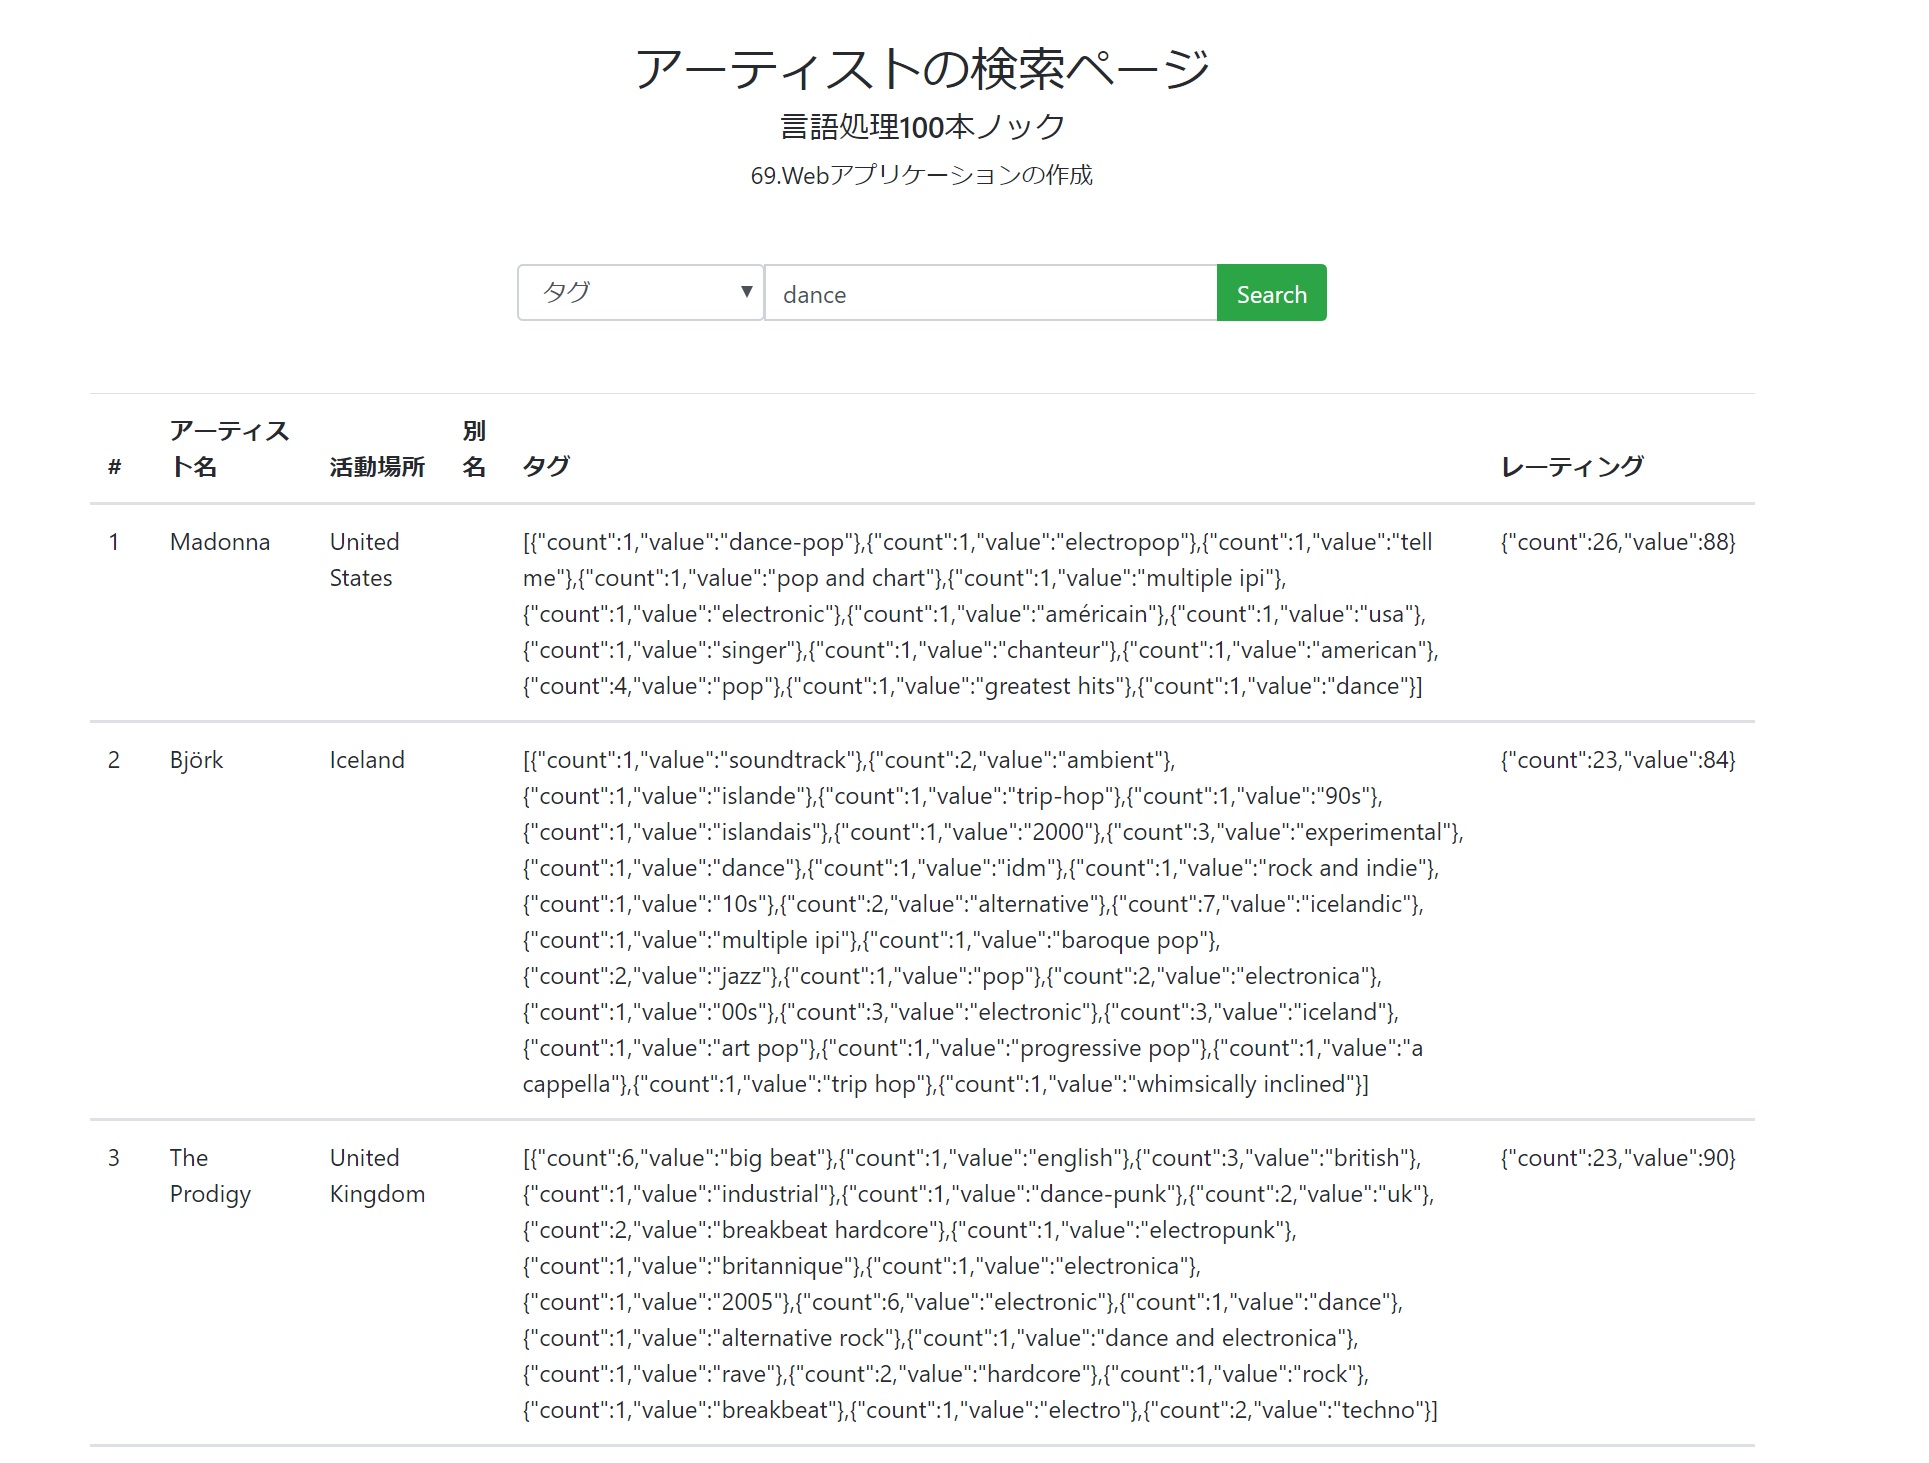 アーティストの検索ページ
言語処理100本ノック
69.Webアプリケーションの作成
タグ ▼ dance Search
# アーティスト名 活動場所 別名 タグ レーティング
1 Madonna United [{"count":1,"value":"dance-pop"},{"count":1,"value":"electropop"},{"count":1,"value":"tell {"count":26,"value":88}
States me"},{"count":1,"value":"pop and chart"},{"count":1,"value":"multiple ipi"},
{"count":1,"value":"electronic"},{"count":1,"value":"américain"},{"count":1,"value":"usa"},
{"count":1,"value":"singer"},{"count":1,"value":"chanteur"},{"count":1,"value":"american"},
{"count":4,"value":"pop"},{"count":1,"value":"greatest hits"},{"count":1,"value":"dance"}]
2 Björk Iceland [{"count":1,"value":"soundtrack"},{"count":2,"value":"ambient"}, {"count":23,"value":84}
{"count":1,"value":"islande"},{"count":1,"value":"trip-hop"},{"count":1,"value":"90s"},
{"count":1,"value":"islandais"},{"count":1,"value":"2000"},{"count":3,"value":"experimental"},
{"count":1,"value":"dance"},{"count":1,"value":"idm"},{"count":1,"value":"rock and indie"},
{"count":1,"value":"10s"},{"count":2,"value":"alternative"},{"count":7,"value":"icelandic"},
{"count":1,"value":"multiple ipi"},{"count":1,"value":"baroque pop"},
{"count":2,"value":"jazz"},{"count":1,"value":"pop"},{"count":2,"value":"electronica"},
{"count":1,"value":"00s"},{"count":3,"value":"electronic"},{"count":3,"value":"iceland"},
{"count":1,"value":"art pop"},{"count":1,"value":"progressive pop"},{"count":1,"value":"a
cappella"},{"count":1,"value":"trip hop"},{"count":1,"value":"whimsically inclined"}]
3 The United [{"count":6,"value":"big beat"},{"count":1,"value":"english"},{"count":3,"value":"british"}, {"count":23,"value":90}
Prodigy Kingdom {"count":1,"value":"industrial"},{"count":1,"value":"dance-punk"},{"count":2,"value":"uk"},
{"count":2,"value":"breakbeat hardcore"},{"count":1,"value":"electropunk"},
{"count":1,"value":"britannique"},{"count":1,"value":"electronica"},
{"count":1,"value":"2005"},{"count":6,"value":"electronic"},{"count":1,"value":"dance"},
{"count":1,"value":"alternative rock"},{"count":1,"value":"dance and electronica"},
{"count":1,"value":"rave"},{"count":2,"value":"hardcore"},{"count":1,"value":"rock"},
{"count":1,"value":"breakbeat"},{"count":1,"value":"electro"},{"count":2,"value":"techno"}]